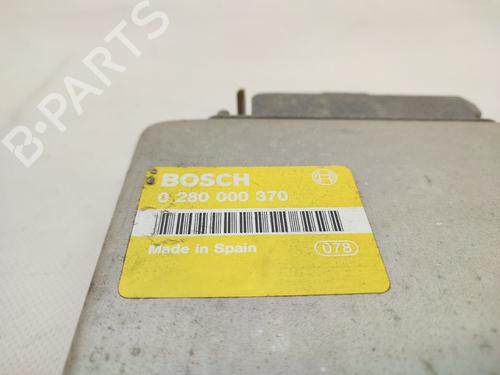 B-PARTS
BOSCH
0 280 000 370
Made in Spain
078